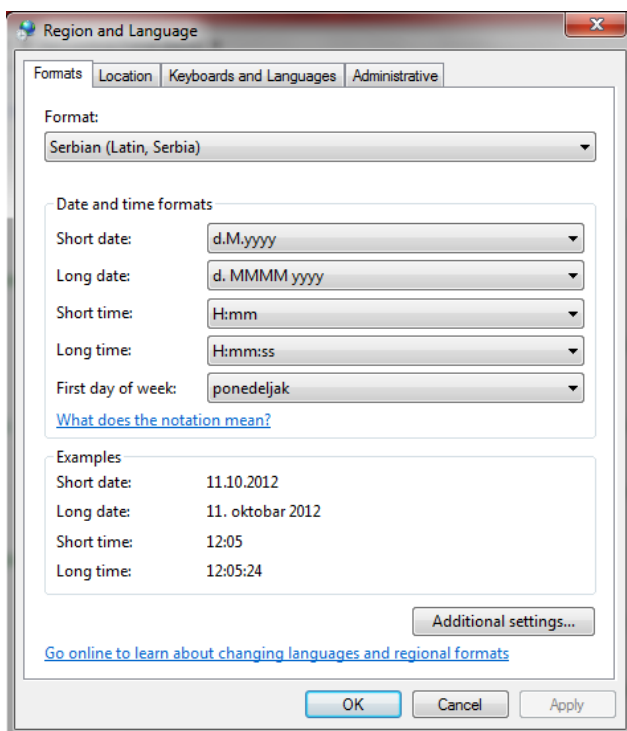 Region and Language
Formats Location Keyboards and Languages Administrative
Format:
Serbian (Latin, Serbia)
Date and time formats
Short date: d.M.yyyy
Long date: d. MMMM yyyy
Short time: H:mm
Long time: H:mm:ss
First day of week: ponedeljak
What does the notation mean?
Examples
Short date: 11.10.2012
Long date: 11. oktobar 2012
Short time: 12:05
Long time: 12:05:24
Additional settings...
Go online to learn about changing languages and regional formats
OK Cancel Apply